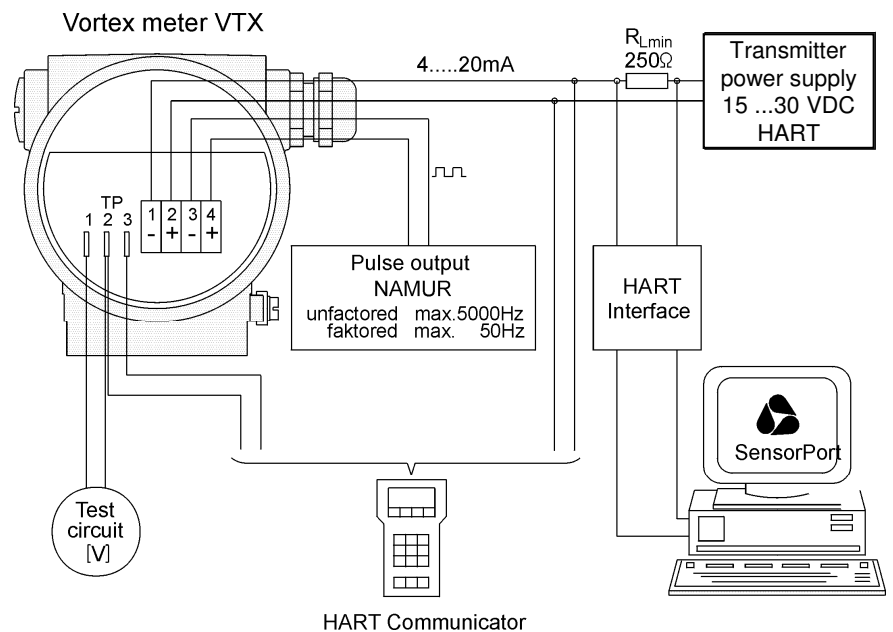 Vortex meter VTX
4.....20mA
RLmin
250Ω
Transmitter
power supply
15 ...30 VDC
HART
TP
1 2 3
1 2 3 4
- + - +
Pulse output
NAMUR
unfactored max.5000Hz
faktored max. 50Hz
HART
Interface
SensorPort
Test
circuit
[V]
HART Communicator